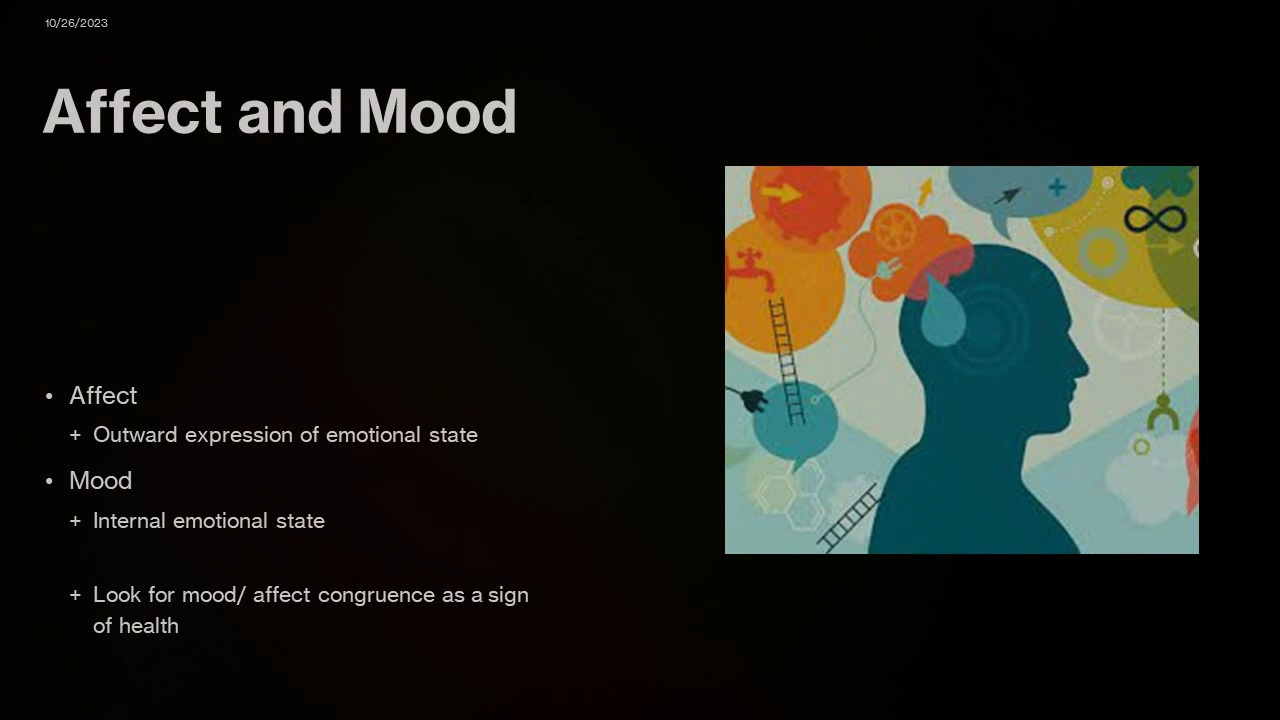 10/26/2023
Affect and Mood
• Affect
+ Outward expression of emotional state
• Mood
+ Internal emotional state
+ Look for mood/ affect congruence as a sign
of health